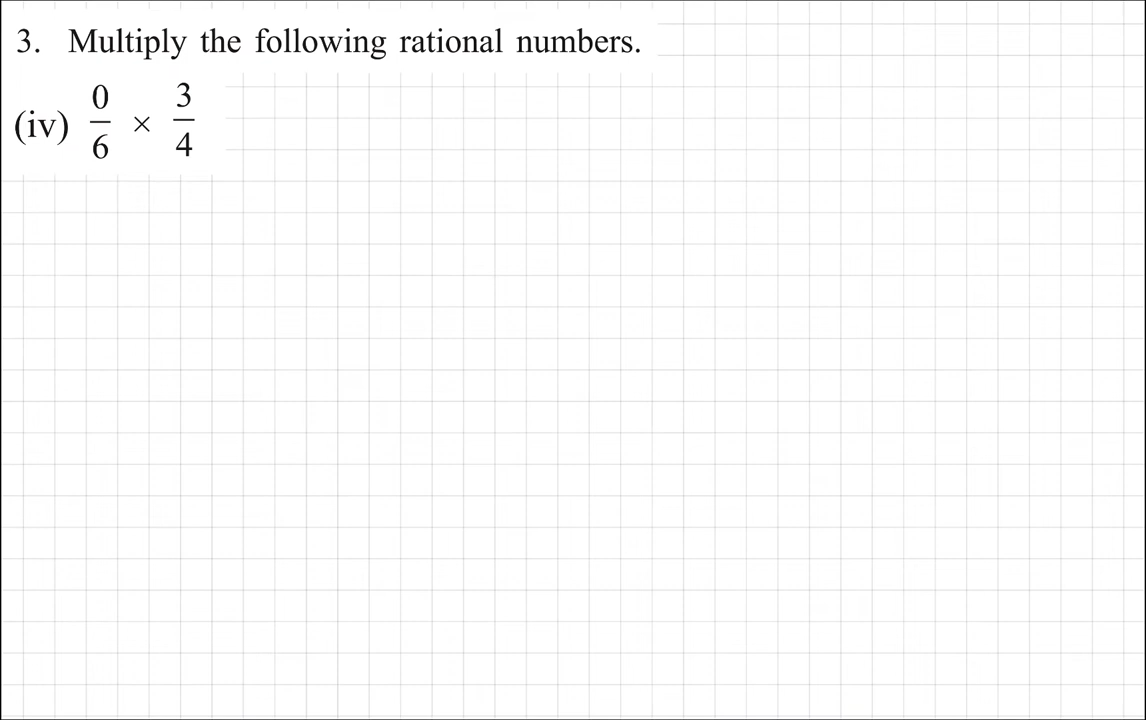 3. Multiply the following rational numbers.
(iv) 0/6 × 3/4